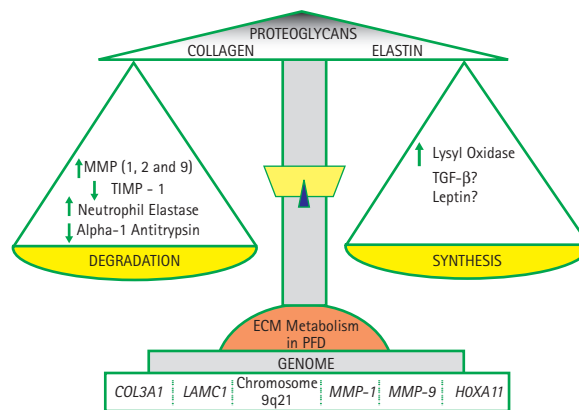 PROTEOGLYCANS
COLLAGEN
ELASTIN
↑ MMP (1, 2 and 9)
↓ TIMP - 1
↑ Neutrophil Elastase
↓ Alpha-1 Antitrypsin
DEGRADATION
↑ Lysyl Oxidase
TGF-β?
Leptin?
SYNTHESIS
ECM Metabolism
in PFD
GENOME
COL3A1
LAMC1
Chromosome
9q21
MMP-1
MMP-9
HOXA11